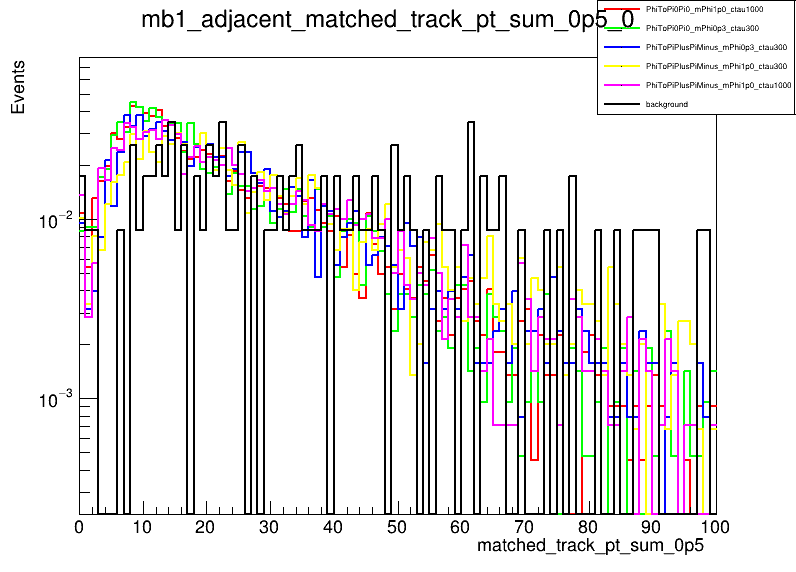 mb1_adjacent_matched_track_pt_sum_0p5_0
PhiToPi0Pi0_mPhi1p0_ctau1000
PhiToPi0Pi0_mPhi0p3_ctau300
PhiToPiPlusPiMinus_mPhi0p3_ctau300
PhiToPiPlusPiMinus_mPhi1p0_ctau300
PhiToPiPlusPiMinus_mPhi1p0_ctau1000
background
Events
10⁻²
10⁻³
0 10 20 30 40 50 60 70 80 90 100
matched_track_pt_sum_0p5